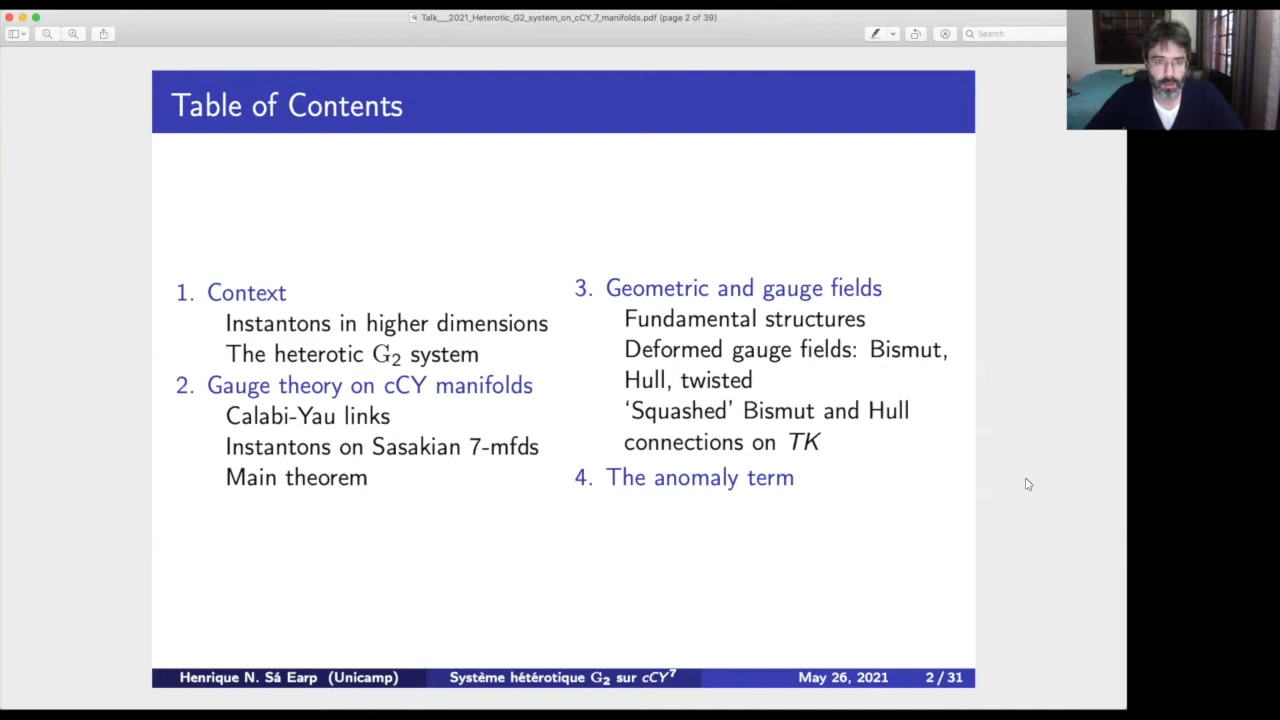 Talk___2021_Heterotic_G2_system_on_cCY_7_manifolds.pdf (page 2 of 39)
Search
Table of Contents
1. Context
Instantons in higher dimensions
The heterotic G₂ system
2. Gauge theory on cCY manifolds
Calabi-Yau links
Instantons on Sasakian 7-mfds
Main theorem
3. Geometric and gauge fields
Fundamental structures
Deformed gauge fields: Bismut,
Hull, twisted
‘Squashed’ Bismut and Hull
connections on TK
4. The anomaly term
Henrique N. Sá Earp (Unicamp)
Système hétérotique G₂ sur cCY⁷
May 26, 2021
2 / 31